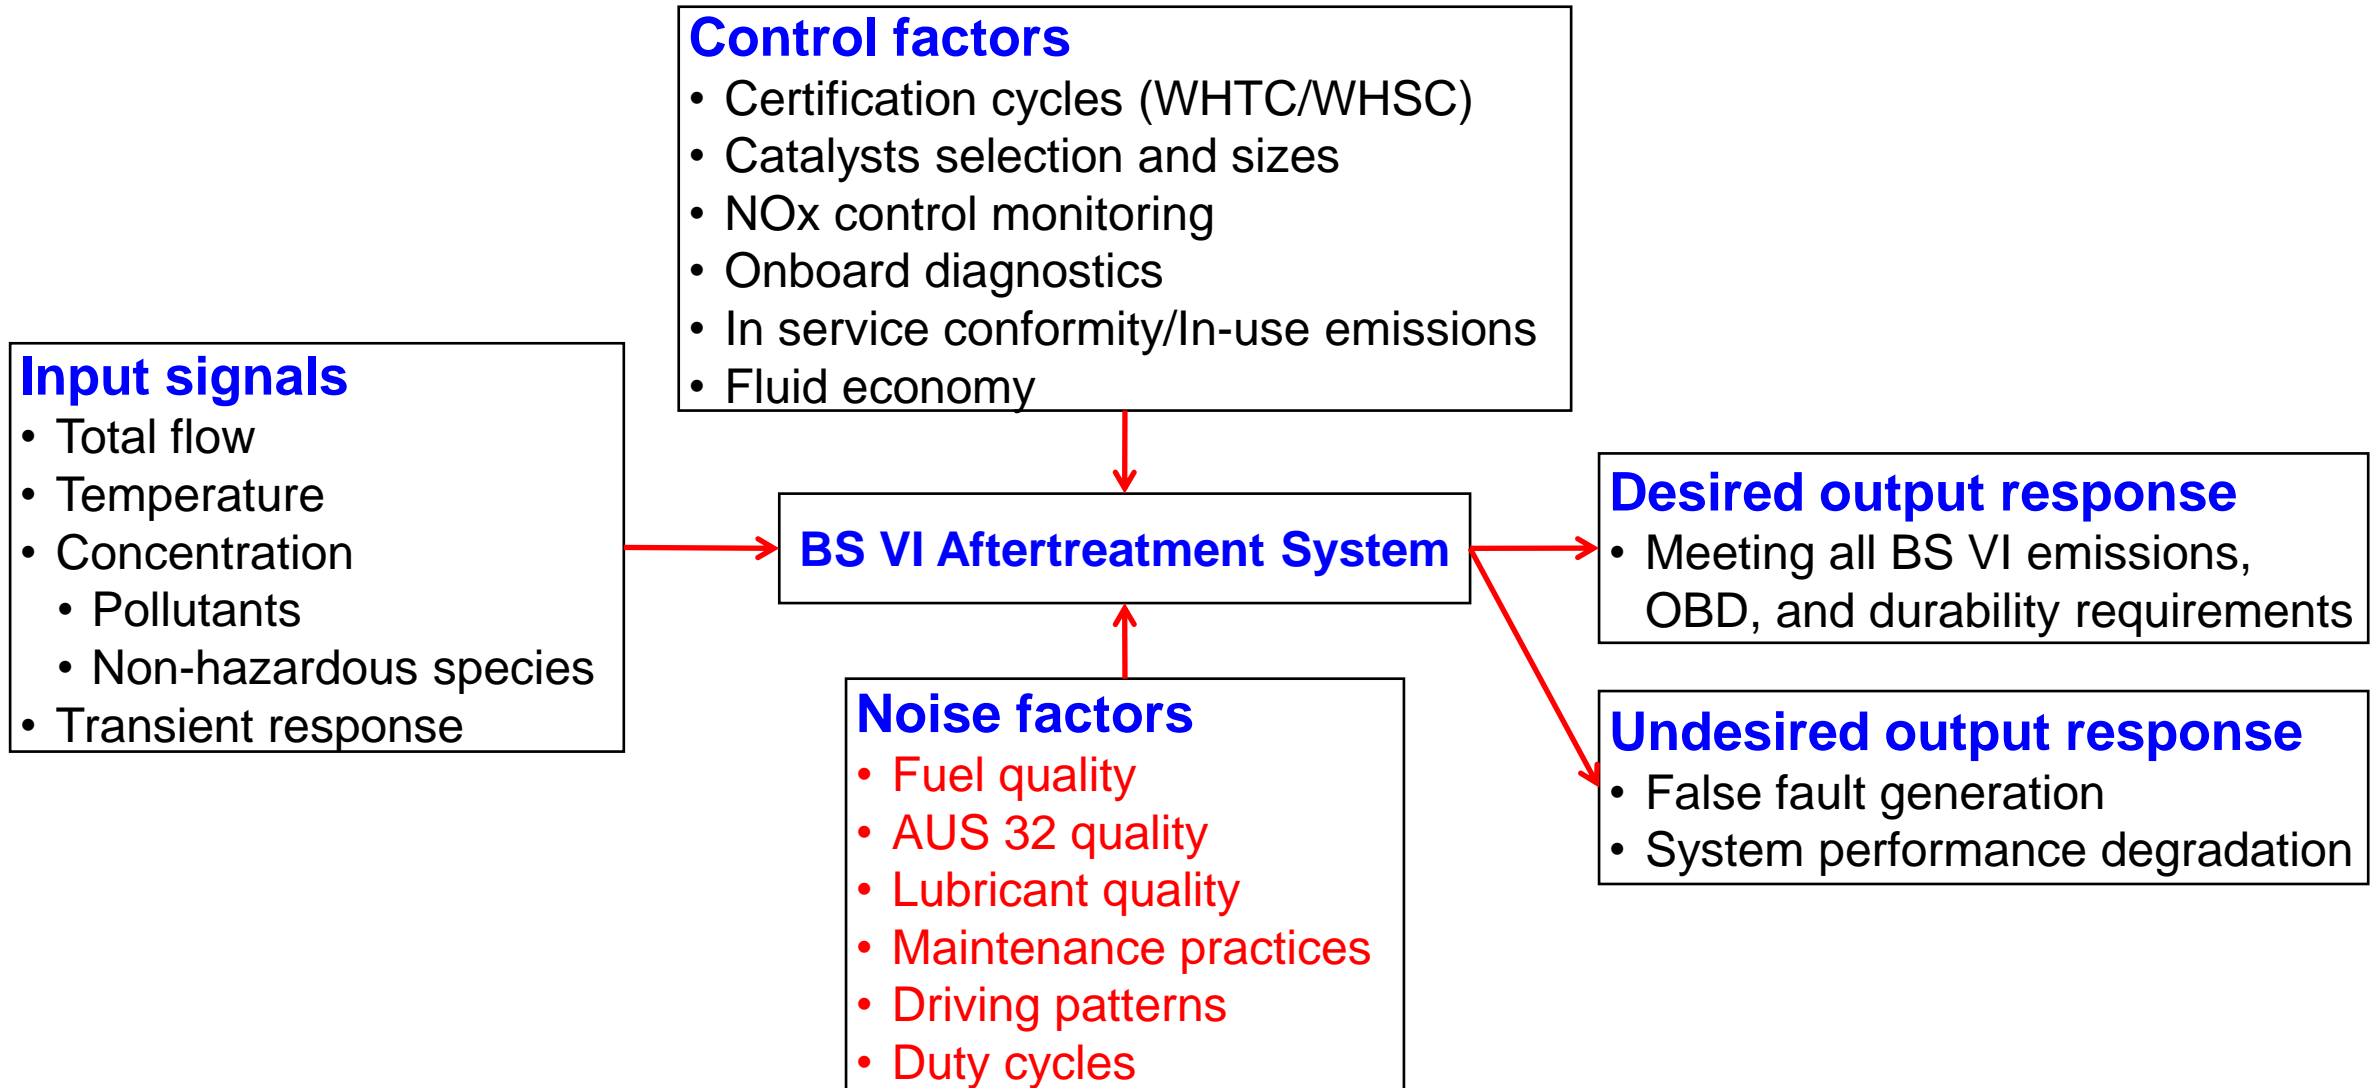 Control factors
• Certification cycles (WHTC/WHSC)
• Catalysts selection and sizes
• NOx control monitoring
• Onboard diagnostics
• In service conformity/In-use emissions
• Fluid economy
Input signals
• Total flow
• Temperature
• Concentration
• Pollutants
• Non-hazardous species
• Transient response
BS VI Aftertreatment System
Desired output response
• Meeting all BS VI emissions,
OBD, and durability requirements
Undesired output response
• False fault generation
• System performance degradation
Noise factors
• Fuel quality
• AUS 32 quality
• Lubricant quality
• Maintenance practices
• Driving patterns
• Duty cycles